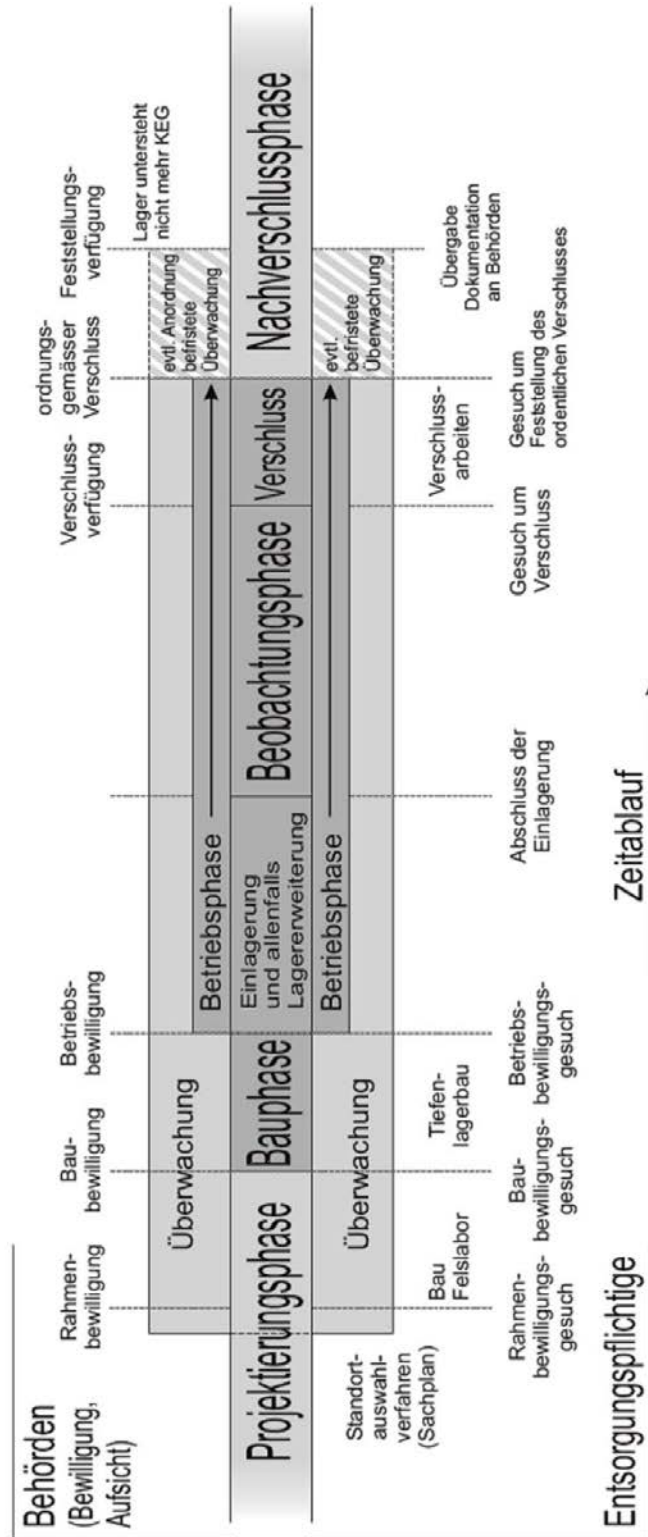 Behörden
(Bewilligung,
Aufsicht)
Rahmen-
bewilligung
Bau-
bewilligung
Betriebs-
bewilligung
Verschluss-
verfügung
ordnungs-
gemässer
Verschluss
Feststellungs-
verfügung
Lager untersteht
nicht mehr KEG
Überwachung
Betriebsphase
evtl. Anordnung
befristete
Überwachung
Projektierungsphase
Bauphase
Einlagerung
und allenfalls
Lagererweiterung
Beobachtungsphase
Verschluss
Nachverschlussphase
Überwachung
Betriebsphase
evtl.
befristete
Überwachung
Standort-
auswahl-
verfahren
(Sachplan)
Bau
Felslabor
Tiefen-
lagerbau
Verschluss-
arbeiten
Übergabe
Dokumentation
an Behörden
Rahmen-
bewilligungs-
gesuch
Bau-
bewilligungs-
gesuch
Betriebs-
bewilligungs-
gesuch
Abschluss der
Einlagerung
Gesuch um
Verschluss
Gesuch um
Feststellung des
ordentlichen Verschlusses
Entsorgungspflichtige
Zeitablauf